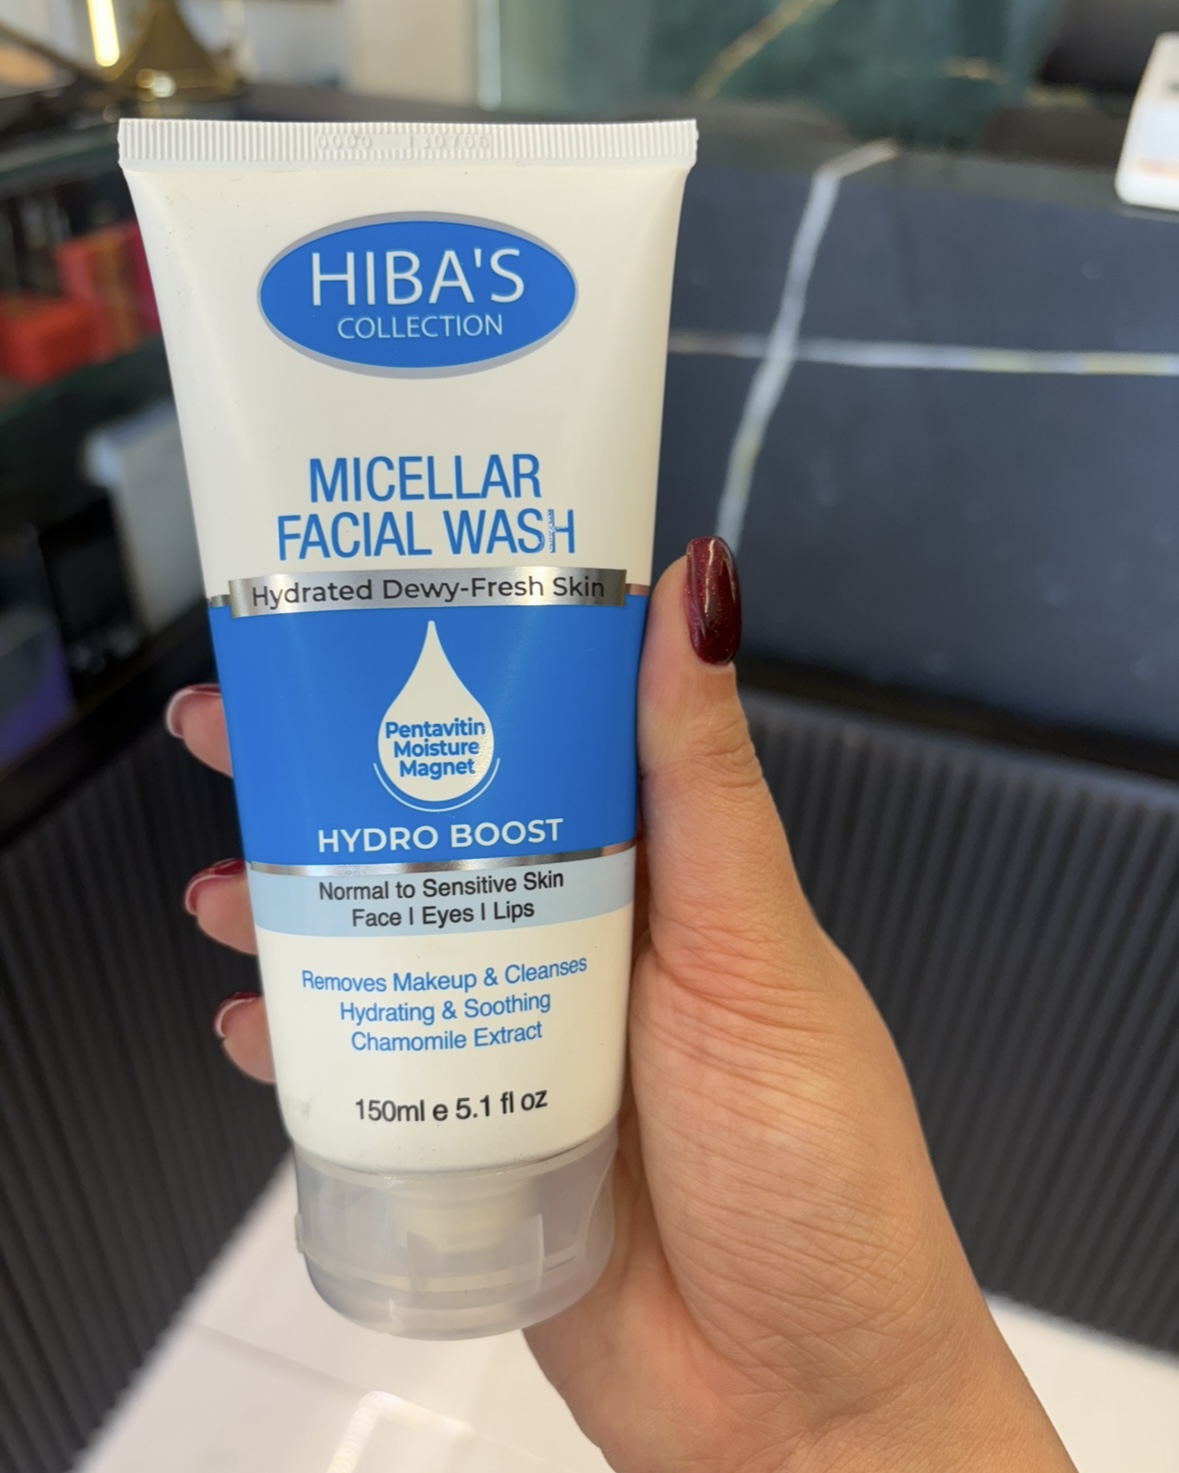 HIBA'S
COLLECTION
MICELLAR
FACIAL WASH
Hydrated Dewy-Fresh Skin
Pentavitin
Moisture
Magnet
HYDRO BOOST
Normal to Sensitive Skin
Face | Eyes | Lips
Removes Makeup & Cleanses
Hydrating & Soothing
Chamomile Extract
150ml e 5.1 fl oz